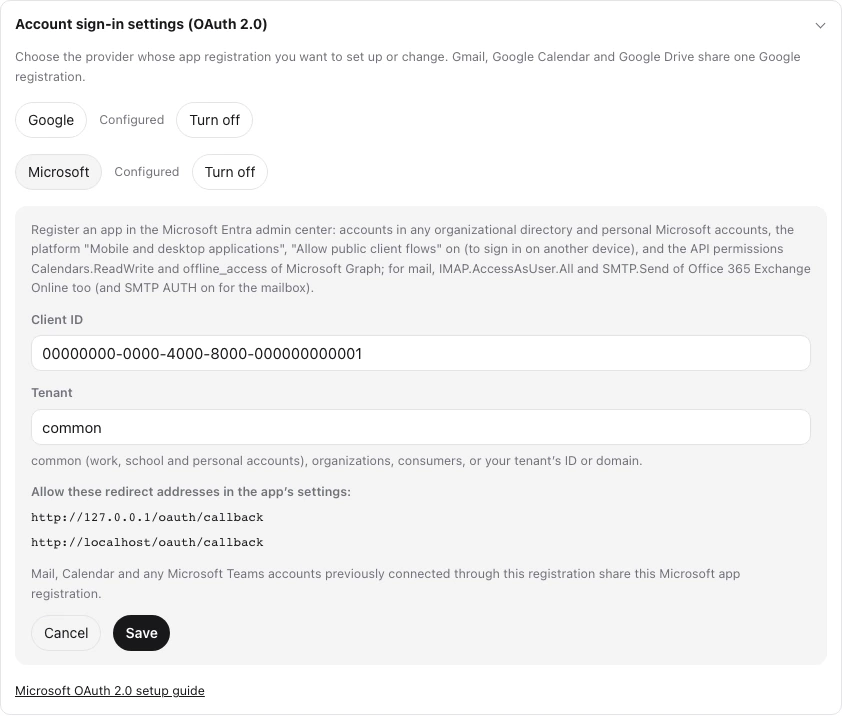 Account sign-in settings (OAuth 2.0)
Choose the provider whose app registration you want to set up or change. Gmail, Google Calendar and Google Drive share one Google
registration.
Google Configured Turn off
Microsoft Configured Turn off
Register an app in the Microsoft Entra admin center: accounts in any organizational directory and personal Microsoft accounts, the
platform "Mobile and desktop applications", "Allow public client flows" on (to sign in on another device), and the API permissions
Calendars.ReadWrite and offline_access of Microsoft Graph; for mail, IMAP.AccessAsUser.All and SMTP.Send of Office 365 Exchange
Online too (and SMTP AUTH on for the mailbox).
Client ID
00000000-0000-4000-8000-000000000001
Tenant
common
common (work, school and personal accounts), organizations, consumers, or your tenant's ID or domain.
Allow these redirect addresses in the app's settings:
http://127.0.0.1/oauth/callback
http://localhost/oauth/callback
Mail, Calendar and any Microsoft Teams accounts previously connected through this registration share this Microsoft app
registration.
Cancel Save
Microsoft OAuth 2.0 setup guide